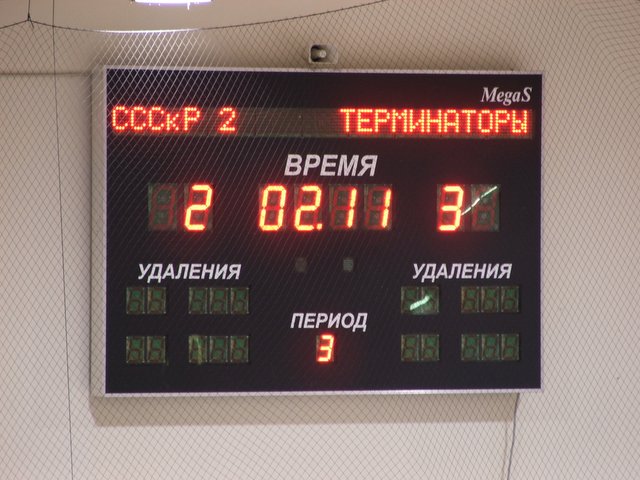 MegaS
СССкР 2 ТЕРМИНАТОРЫ
ВРЕМЯ
2 02.11 3
УДАЛЕНИЯ УДАЛЕНИЯ
ПЕРИОД
3